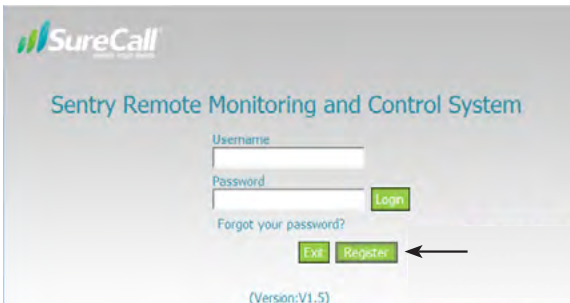 SureCall
Sentry Remote Monitoring and Control System
Username
Password
Login
Forgot your password?
Exit Register
(Version:V1.5)